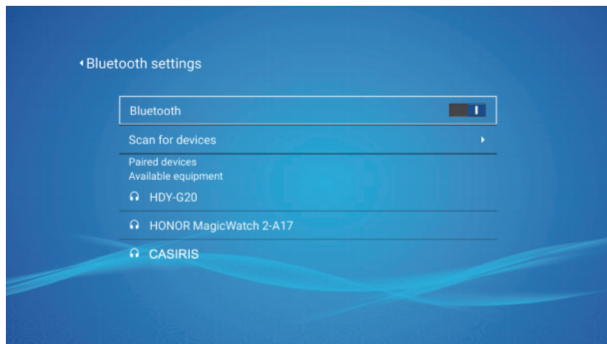 Bluetooth settings
Bluetooth
Scan for devices
Paired devices
Available equipment
HDY-G20
HONOR MagicWatch 2-A17
CASIRIS